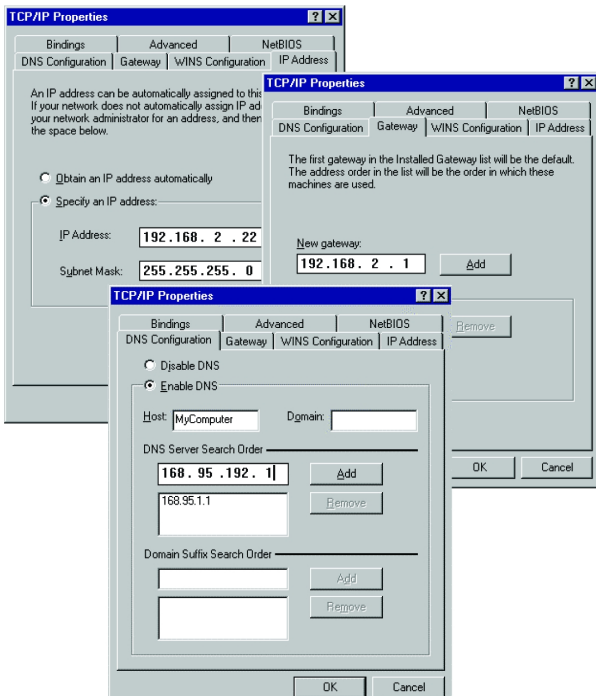 TCP/IP Properties
Bindings Advanced NetBIOS
DNS Configuration Gateway WINS Configuration IP Address
An IP address can be automatically assigned to this
If your network does not automatically assign IP ad
your network administrator for an address, and then
the space below.
Obtain an IP address automatically
Specify an IP address:
IP Address: 192.168. 2 .22
Subnet Mask: 255.255.255. 0
TCP/IP Properties
Bindings Advanced NetBIOS
DNS Configuration Gateway WINS Configuration IP Address
The first gateway in the Installed Gateway list will be the default.
The address order in the list will be the order in which these
machines are used.
New gateway:
192.168. 2 . 1 Add
Remove
OK Cancel
TCP/IP Properties
Bindings Advanced NetBIOS
DNS Configuration Gateway WINS Configuration IP Address
Disable DNS
Enable DNS
Host: MyComputer Domain:
DNS Server Search Order
168. 95 .192. 1 Add
168.95.1.1 Remove
Domain Suffix Search Order
Add
Remove
OK Cancel